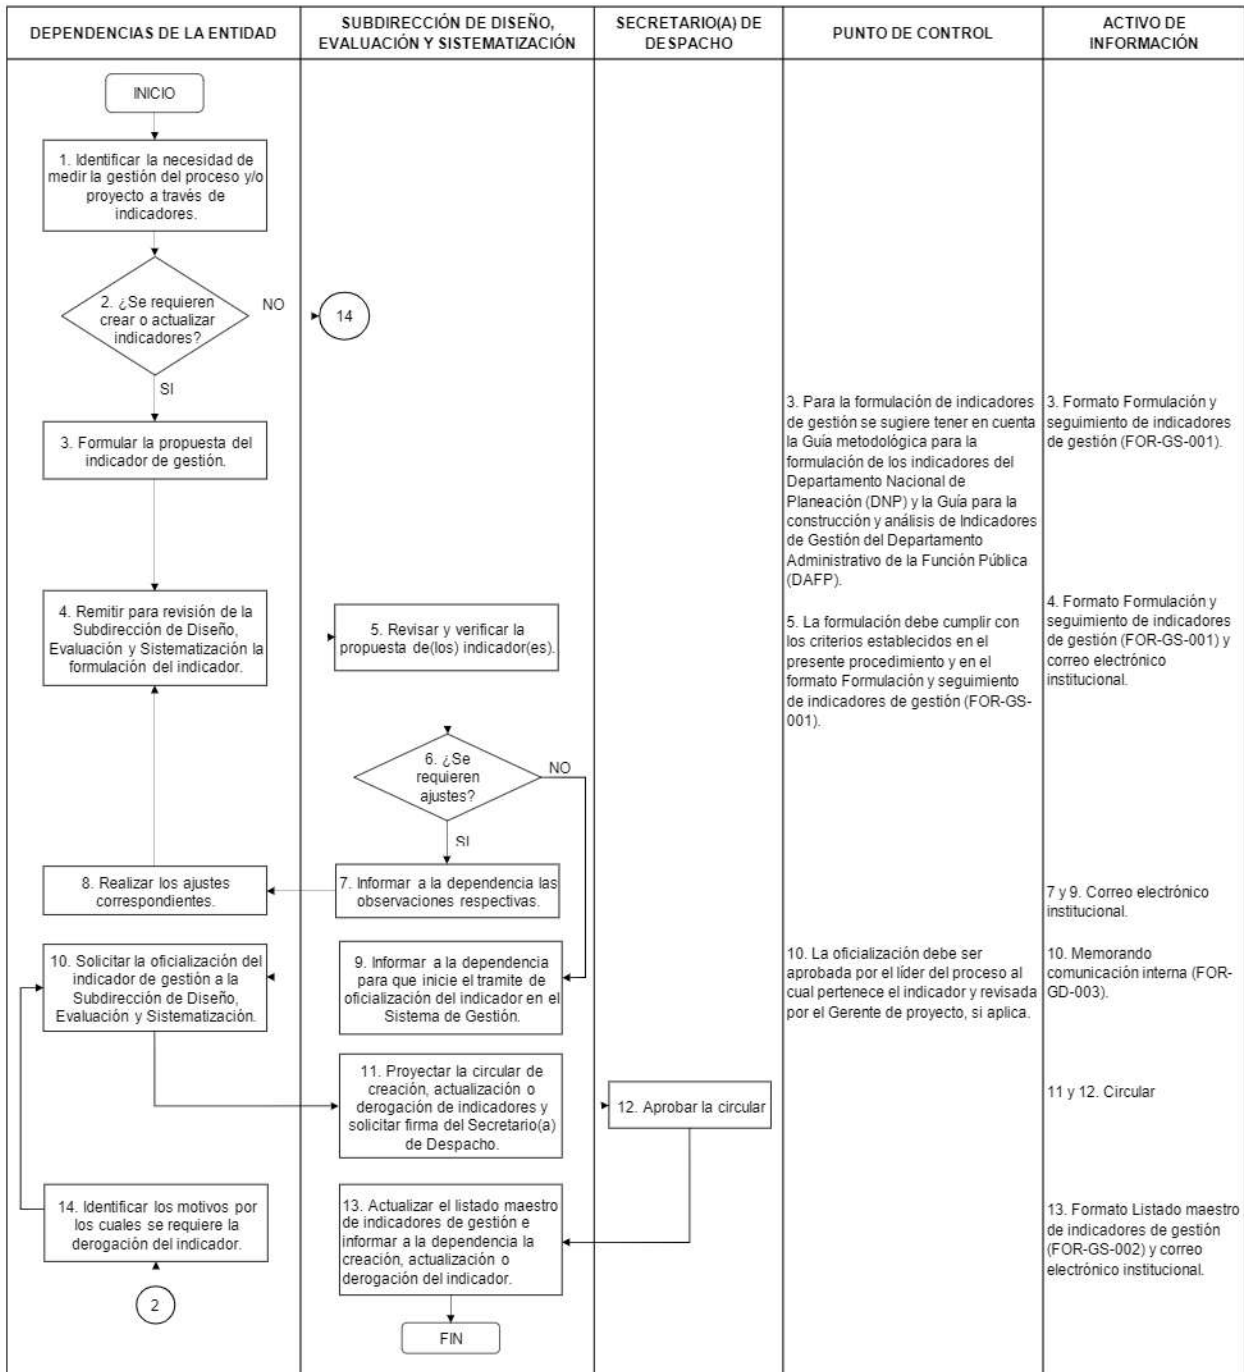 DEPENDENCIAS DE LA ENTIDAD
SUBDIRECCIÓN DE DISEÑO,
EVALUACIÓN Y SISTEMATIZACIÓN
SECRETARIO(A) DE
DESPACHO
PUNTO DE CONTROL
ACTIVO DE
INFORMACIÓN
INICIO
1. Identificar la necesidad de
medir la gestión del proceso y/o
proyecto a través de
indicadores.
2. ¿Se requieren
crear o actualizar
indicadores?
NO
14
SI
3. Formular la propuesta del
indicador de gestión.
3. Para la formulación de indicadores
de gestión se sugiere tener en cuenta
la Guía metodológica para la
formulación de los indicadores del
Departamento Nacional de
Planeación (DNP) y la Guía para la
construcción y análisis de Indicadores
de Gestión del Departamento
Administrativo de la Función Pública
(DAFP).
3. Formato Formulación y
seguimiento de indicadores
de gestión (FOR-GS-001).
4. Remitir para revisión de la
Subdirección de Diseño,
Evaluación y Sistematización la
formulación del indicador.
5. Revisar y verificar la
propuesta de(los) indicador(es).
5. La formulación debe cumplir con
los criterios establecidos en el
presente procedimiento y en el
formato Formulación y seguimiento
de indicadores de gestión (FOR-GS-
001).
4. Formato Formulación y
seguimiento de indicadores
de gestión (FOR-GS-001) y
correo electrónico
institucional.
6. ¿Se
requieren
ajustes?
NO
SI
8. Realizar los ajustes
correspondientes.
7. Informar a la dependencia las
observaciones respectivas.
7 y 9. Correo electrónico
institucional.
10. Solicitar la oficialización del
indicador de gestión a la
Subdirección de Diseño,
Evaluación y Sistematización.
9. Informar a la dependencia
para que inicie el tramite de
oficialización del indicador en el
Sistema de Gestión.
10. La oficialización debe ser
aprobada por el líder del proceso al
cual pertenece el indicador y revisada
por el Gerente de proyecto, si aplica.
10. Memorando
comunicación interna (FOR-
GD-003).
11. Proyectar la circular de
creación, actualización o
derogación de indicadores y
solicitar firma del Secretario(a)
de Despacho.
12. Aprobar la circular
11 y 12. Circular
14. Identificar los motivos por
los cuales se requiere la
derogación del indicador.
13. Actualizar el listado maestro
de indicadores de gestión e
informar a la dependencia la
creación, actualización o
derogación del indicador.
13. Formato Listado maestro
de indicadores de gestión
(FOR-GS-002) y correo
electrónico institucional.
2
FIN